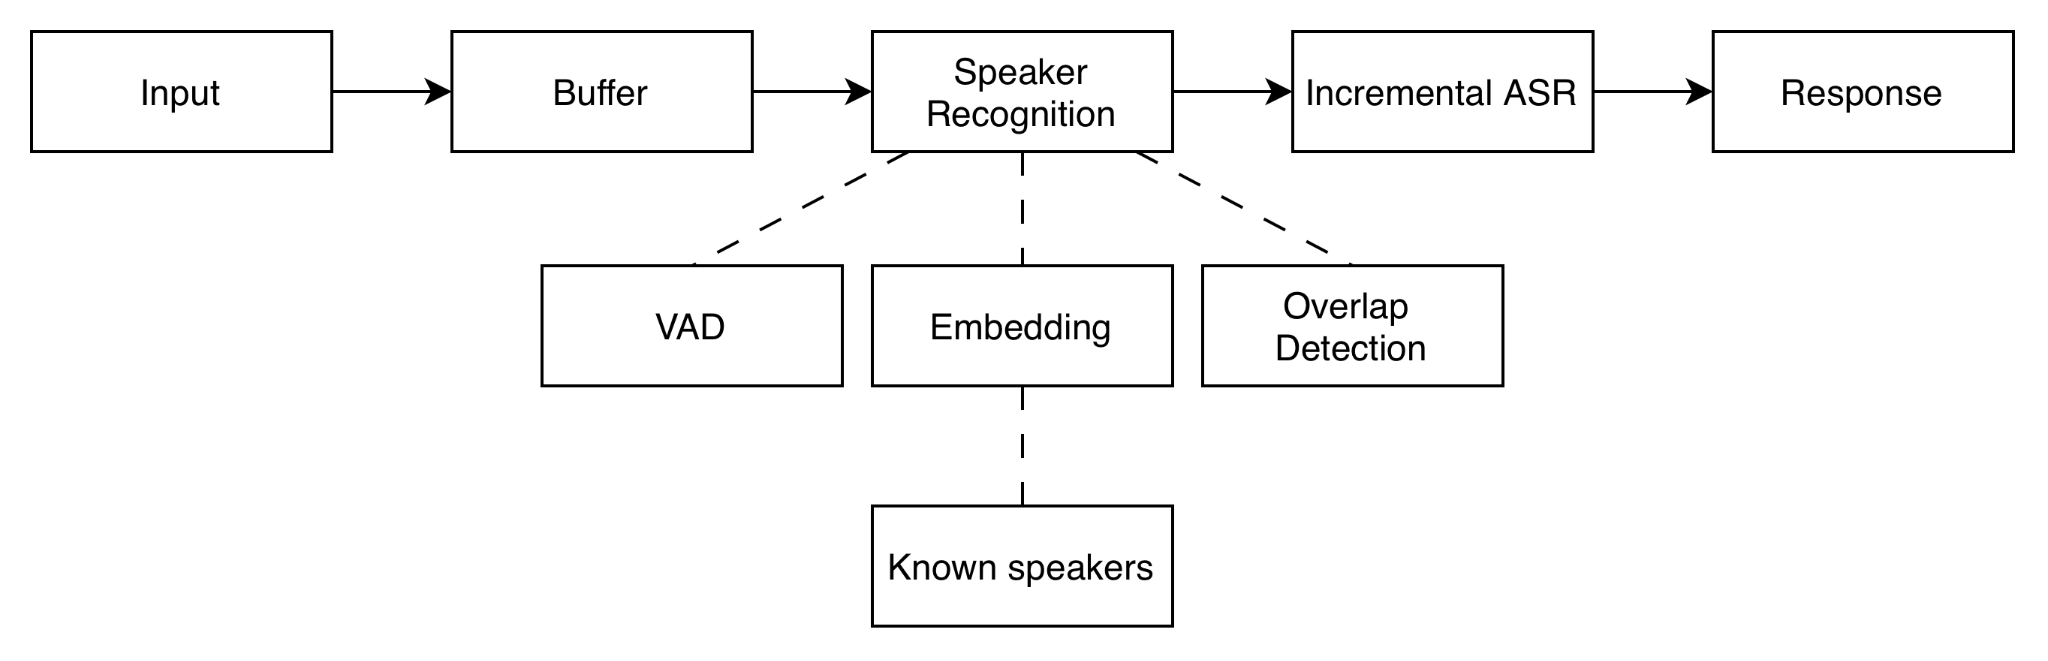 Input
Buffer
Speaker
Recognition
Incremental ASR
Response
VAD
Embedding
Overlap
Detection
Known speakers